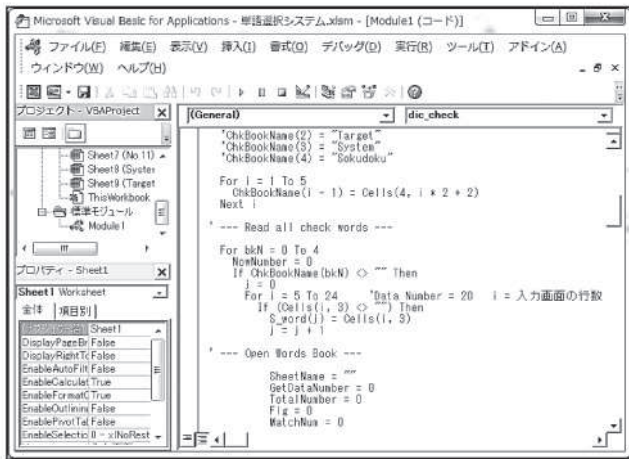 Microsoft Visual Basic for Applications - 単語選択システム.xlsm - [Module1 (コード)]
ファイル(F) 編集(E) 表示(V) 挿入(I) 書式(O) デバッグ(D) 実行(R) ツール(T) アドイン(A)
ウィンドウ(W) ヘルプ(H)
プロジェクト - VBAProject
Sheet7 (No.11)
Sheet8 (System
Sheet9 (Target
ThisWorkbook
標準モジュール
Module1
プロパティ - Sheet1
Sheet1 Worksheet
全体 項目別
Sheet1
DisplayPageBr False
DisplayRightTo False
EnableAutoFilt False
EnableCalculat True
EnableFormatC True
EnableOutlinin False
EnablePivotTal False
EnableSelectio 0 - xlNoRest
(General) dic_check
'ChkBookName(2) = "Target"
'ChkBookName(3) = "System"
'ChkBookName(4) = "Sokudoku"
For i = 1 To 5
ChkBookName(i - 1) = Cells(4, i * 2 + 2)
Next i
' --- Read all check words ---
For bkN = 0 To 4
NowNumber = 0
If ChkBookName(bkN) <> "" Then
j = 0
For i = 5 To 24 'Data Number = 20 i = 入力画面の行数
If (Cells(i, 3) <> "") Then
S_word(j) = Cells(i, 3)
j = j + 1
' --- Open Words Book ---
SheetName = ""
GetDataNumber = 0
TotalNumber = 0
Flg = 0
MatchNum = 0